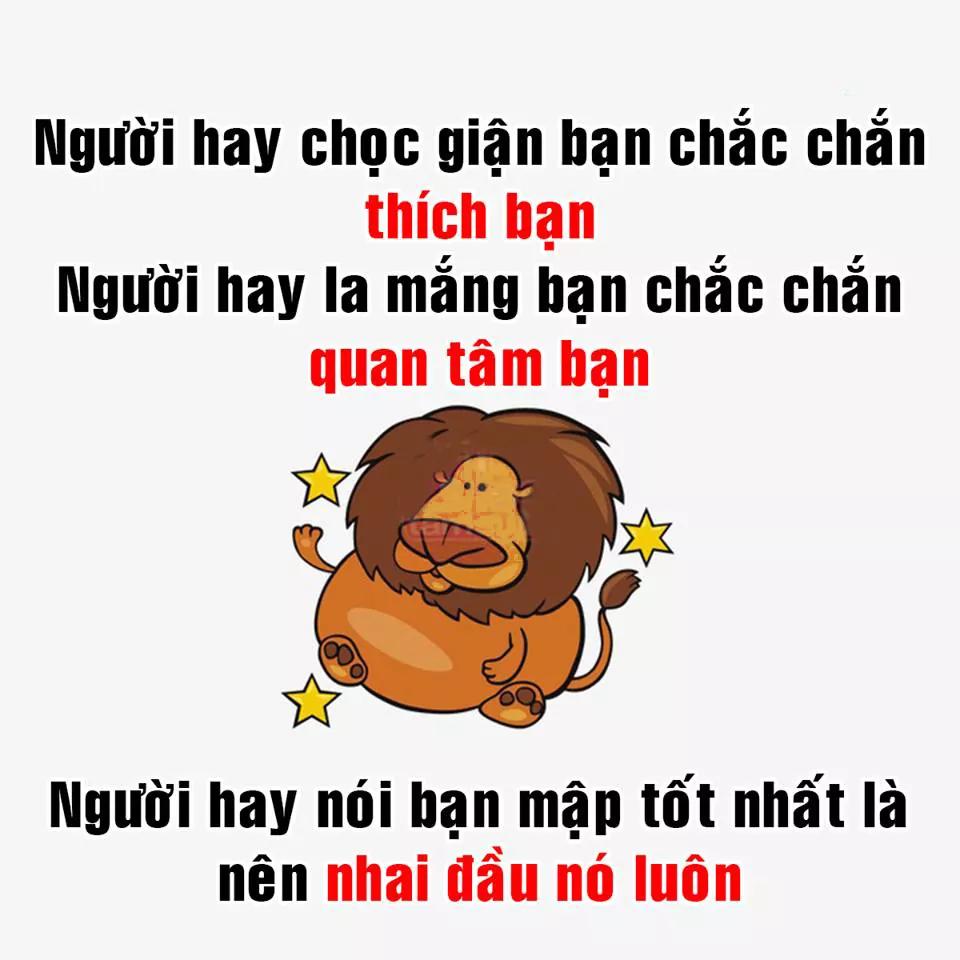 Người hay chọc giận bạn chắc chắn
thích bạn
Người hay la mắng bạn chắc chắn
quan tâm bạn
Người hay nói bạn mập tốt nhất là
nên nhai đầu nó luôn